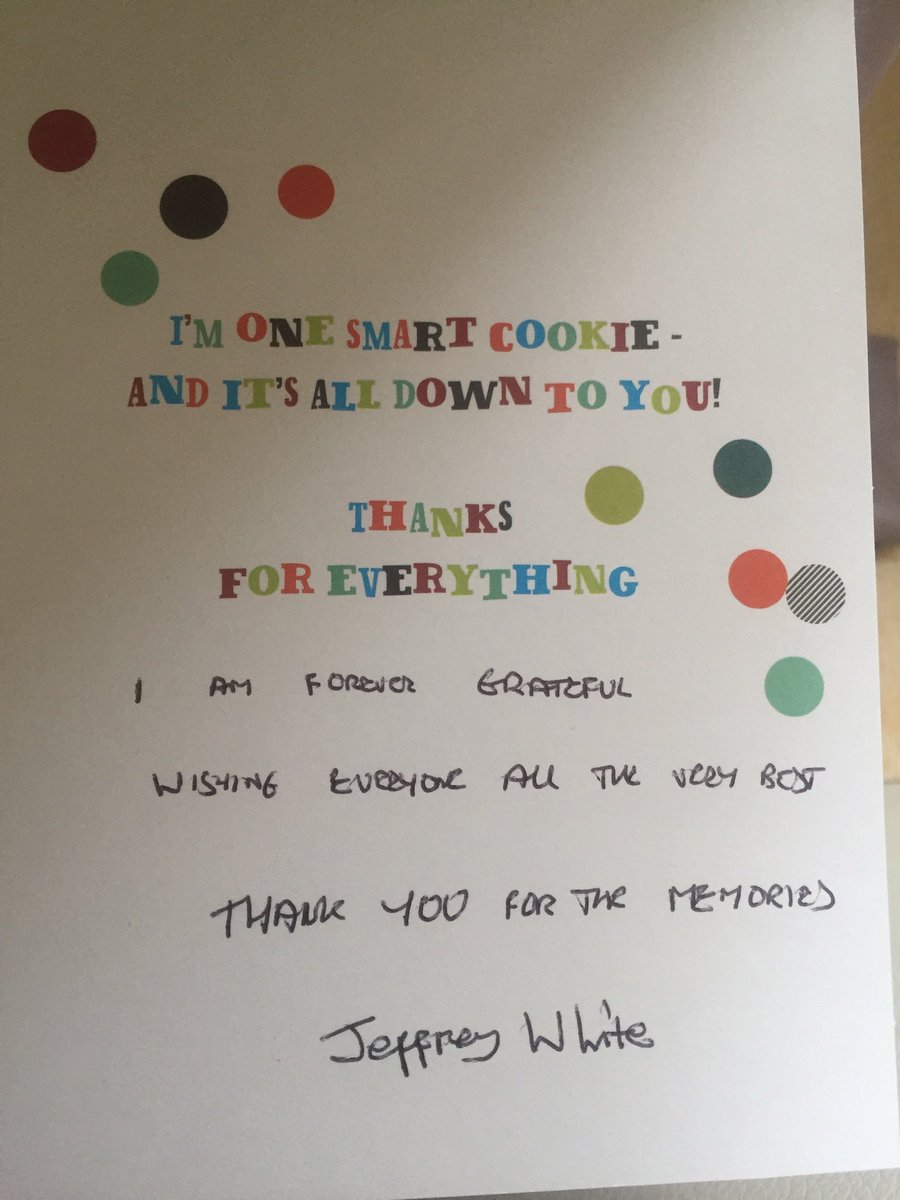 I'M ONE SMART COOKIE -
AND IT'S ALL DOWN TO YOU!
THANKS
FOR EVERYTHING
I AM FOREVER GRATEFUL
WISHING EVERYONE ALL THE VERY BEST
THANK YOU FOR THE MEMORIES
Jeffrey White